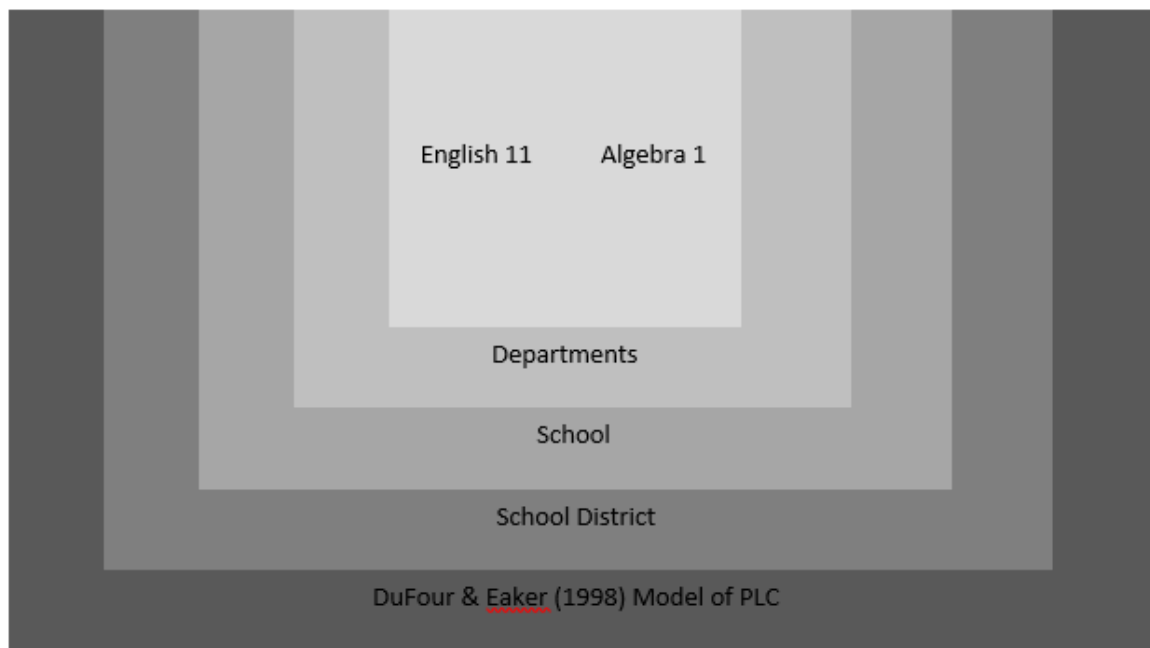 English 11 Algebra 1
Departments
School
School District
DuFour & Eaker (1998) Model of PLC